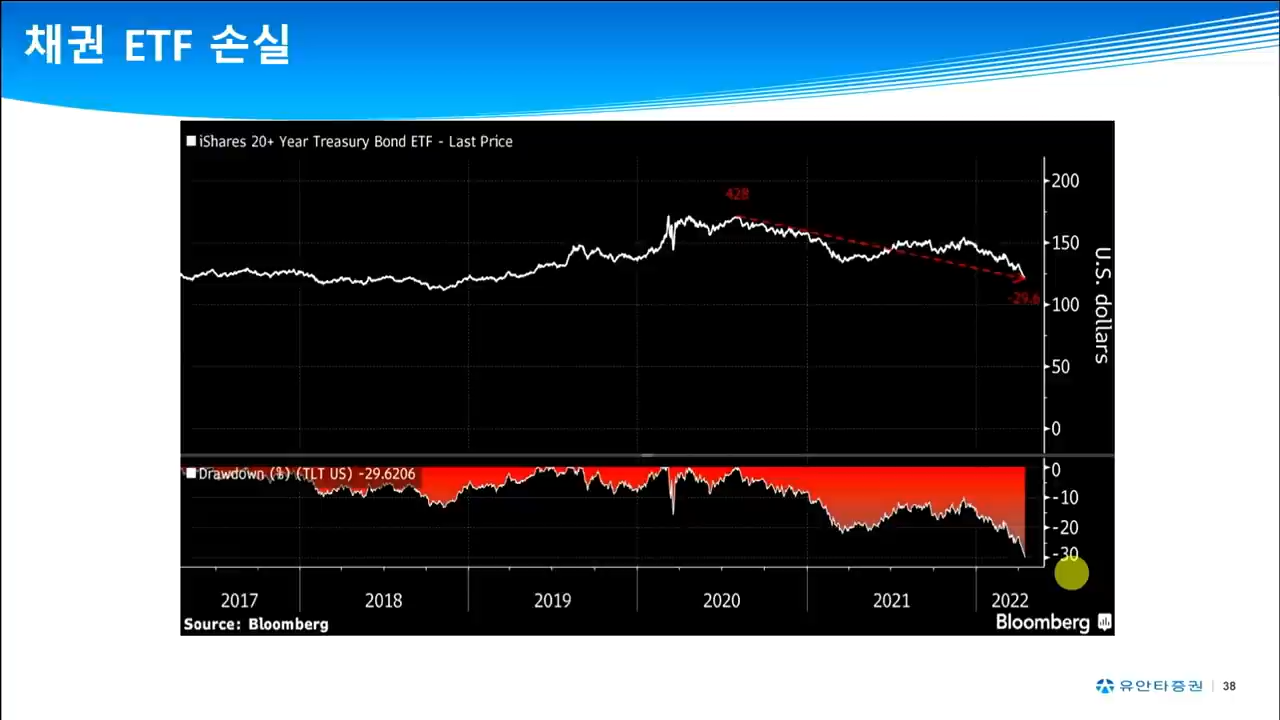 채권 ETF 손실
iShares 20+ Year Treasury Bond ETF - Last Price
428
200
150
100
50
0
U.S. dollars
-29.6
Drawdown (%) (TLT US) -29.6206
0
-10
-20
-30
2017 2018 2019 2020 2021 2022
Source: Bloomberg
Bloomberg
유안타증권 38